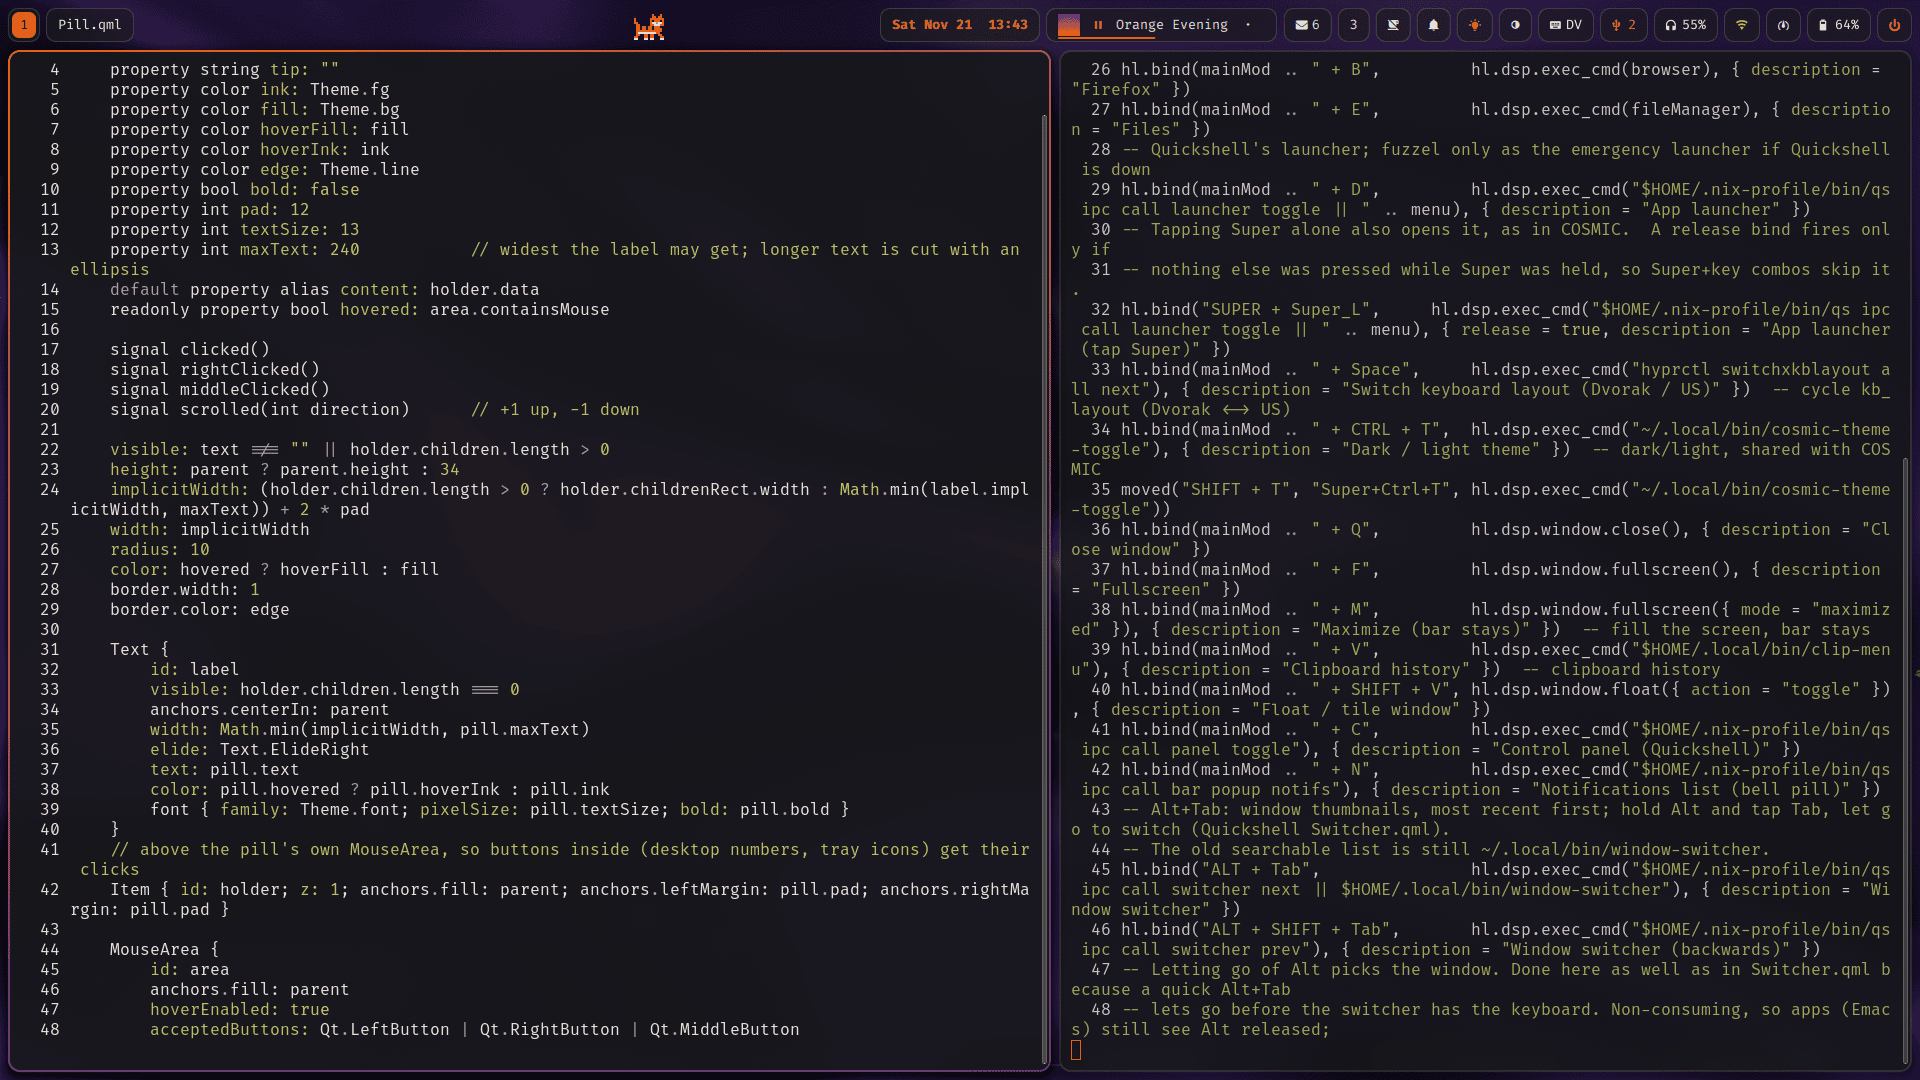 1 Pill.qml Sat Nov 21 13:43 Orange Evening · 6 3 DV 2 55% 64%
4     property string tip: ""
5     property color ink: Theme.fg
6     property color fill: Theme.bg
7     property color hoverFill: fill
8     property color hoverInk: ink
9     property color edge: Theme.line
10     property bool bold: false
11     property int pad: 12
12     property int textSize: 13
13     property int maxText: 240           // widest the label may get; longer text is cut with an
ellipsis
14     default property alias content: holder.data
15     readonly property bool hovered: area.containsMouse
16
17     signal clicked()
18     signal rightClicked()
19     signal middleClicked()
20     signal scrolled(int direction)      // +1 up, -1 down
21
22     visible: text !== "" || holder.children.length > 0
23     height: parent ? parent.height : 34
24     implicitWidth: (holder.children.length > 0 ? holder.childrenRect.width : Math.min(label.impl
icitWidth, maxText)) + 2 * pad
25     width: implicitWidth
26     radius: 10
27     color: hovered ? hoverFill : fill
28     border.width: 1
29     border.color: edge
30
31     Text {
32         id: label
33         visible: holder.children.length === 0
34         anchors.centerIn: parent
35         width: Math.min(implicitWidth, pill.maxText)
36         elide: Text.ElideRight
37         text: pill.text
38         color: pill.hovered ? pill.hoverInk : pill.ink
39         font { family: Theme.font; pixelSize: pill.textSize; bold: pill.bold }
40     }
41     // above the pill's own MouseArea, so buttons inside (desktop numbers, tray icons) get their
 clicks
42     Item { id: holder; z: 1; anchors.fill: parent; anchors.leftMargin: pill.pad; anchors.rightMa
rgin: pill.pad }
43
44     MouseArea {
45         id: area
46         anchors.fill: parent
47         hoverEnabled: true
48         acceptedButtons: Qt.LeftButton | Qt.RightButton | Qt.MiddleButton
26 hl.bind(mainMod .. " + B",         hl.dsp.exec_cmd(browser), { description =
"Firefox" })
27 hl.bind(mainMod .. " + E",         hl.dsp.exec_cmd(fileManager), { descriptio
n = "Files" })
28 -- Quickshell's launcher; fuzzel only as the emergency launcher if Quickshell
 is down
29 hl.bind(mainMod .. " + D",         hl.dsp.exec_cmd("$HOME/.nix-profile/bin/qs
 ipc call launcher toggle || " .. menu), { description = "App launcher" })
30 -- Tapping Super alone also opens it, as in COSMIC.  A release bind fires onl
y if
31 -- nothing else was pressed while Super was held, so Super+key combos skip it
.
32 hl.bind("SUPER + Super_L",     hl.dsp.exec_cmd("$HOME/.nix-profile/bin/qs ipc
 call launcher toggle || " .. menu), { release = true, description = "App launcher
 (tap Super)" })
33 hl.bind(mainMod .. " + Space",     hl.dsp.exec_cmd("hyprctl switchxkblayout a
ll next"), { description = "Switch keyboard layout (Dvorak / US)" })  -- cycle kb_
layout (Dvorak <-> US)
34 hl.bind(mainMod .. " + CTRL + T",  hl.dsp.exec_cmd("~/.local/bin/cosmic-theme
-toggle"), { description = "Dark / light theme" })  -- dark/light, shared with COS
MIC
35 moved("SHIFT + T", "Super+Ctrl+T", hl.dsp.exec_cmd("~/.local/bin/cosmic-theme
-toggle"))
36 hl.bind(mainMod .. " + Q",         hl.dsp.window.close(), { description = "Cl
ose window" })
37 hl.bind(mainMod .. " + F",         hl.dsp.window.fullscreen(), { description
= "Fullscreen" })
38 hl.bind(mainMod .. " + M",         hl.dsp.window.fullscreen({ mode = "maximiz
ed" }), { description = "Maximize (bar stays)" })  -- fill the screen, bar stays
39 hl.bind(mainMod .. " + V",         hl.dsp.exec_cmd("$HOME/.local/bin/clip-men
u"), { description = "Clipboard history" })  -- clipboard history
40 hl.bind(mainMod .. " + SHIFT + V", hl.dsp.window.float({ action = "toggle" })
, { description = "Float / tile window" })
41 hl.bind(mainMod .. " + C",         hl.dsp.exec_cmd("$HOME/.nix-profile/bin/qs
 ipc call panel toggle"), { description = "Control panel (Quickshell)" })
42 hl.bind(mainMod .. " + N",         hl.dsp.exec_cmd("$HOME/.nix-profile/bin/qs
 ipc call bar popup notifs"), { description = "Notifications list (bell pill)" })
43 -- Alt+Tab: window thumbnails, most recent first; hold Alt and tap Tab, let g
o to switch (Quickshell Switcher.qml).
44 -- The old searchable list is still ~/.local/bin/window-switcher.
45 hl.bind("ALT + Tab",               hl.dsp.exec_cmd("$HOME/.nix-profile/bin/qs
 ipc call switcher next || $HOME/.local/bin/window-switcher"), { description = "Wi
ndow switcher" })
46 hl.bind("ALT + SHIFT + Tab",       hl.dsp.exec_cmd("$HOME/.nix-profile/bin/qs
 ipc call switcher prev"), { description = "Window switcher (backwards)" })
47 -- Letting go of Alt picks the window. Done here as well as in Switcher.qml b
ecause a quick Alt+Tab
48 -- lets go before the switcher has the keyboard. Non-consuming, so apps (Emac
s) still see Alt released;